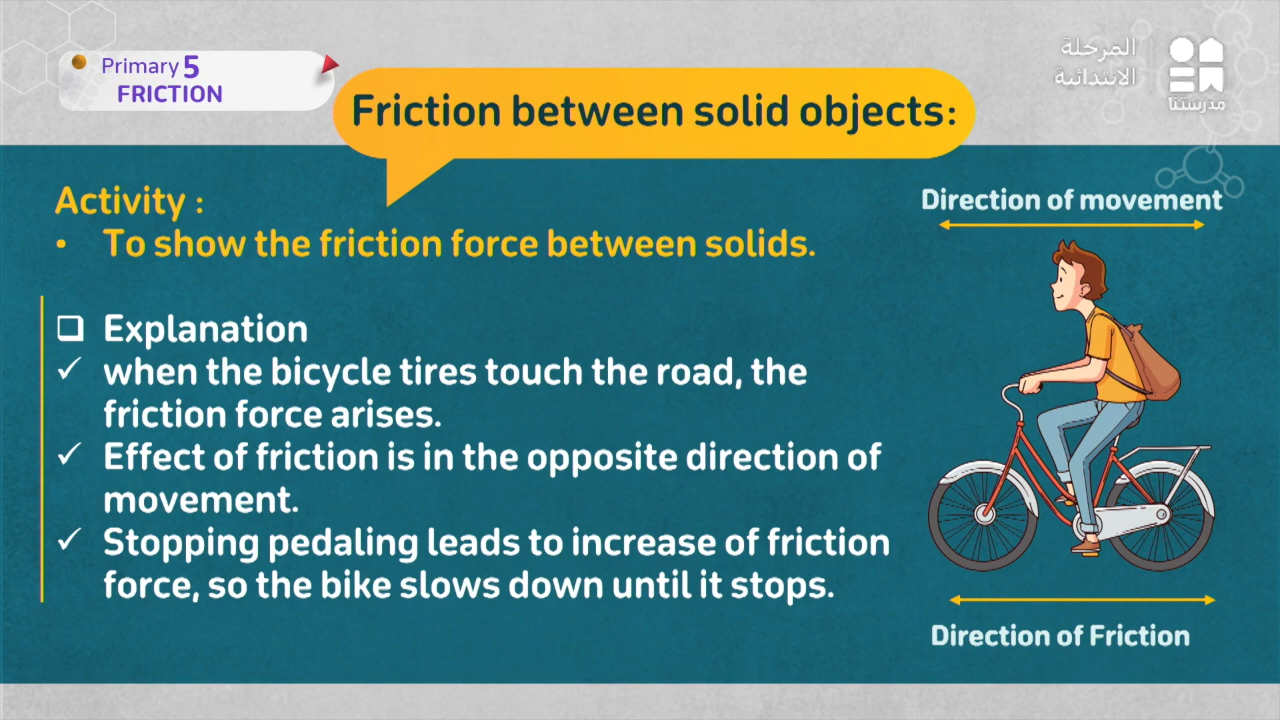 Primary 5
FRICTION
المرحلة
الابتدائية
مدرستنا
Friction between solid objects:
Activity :
• To show the friction force between solids.
❑ Explanation
✓ when the bicycle tires touch the road, the
friction force arises.
✓ Effect of friction is in the opposite direction of
movement.
✓ Stopping pedaling leads to increase of friction
force, so the bike slows down until it stops.
Direction of movement
Direction of Friction